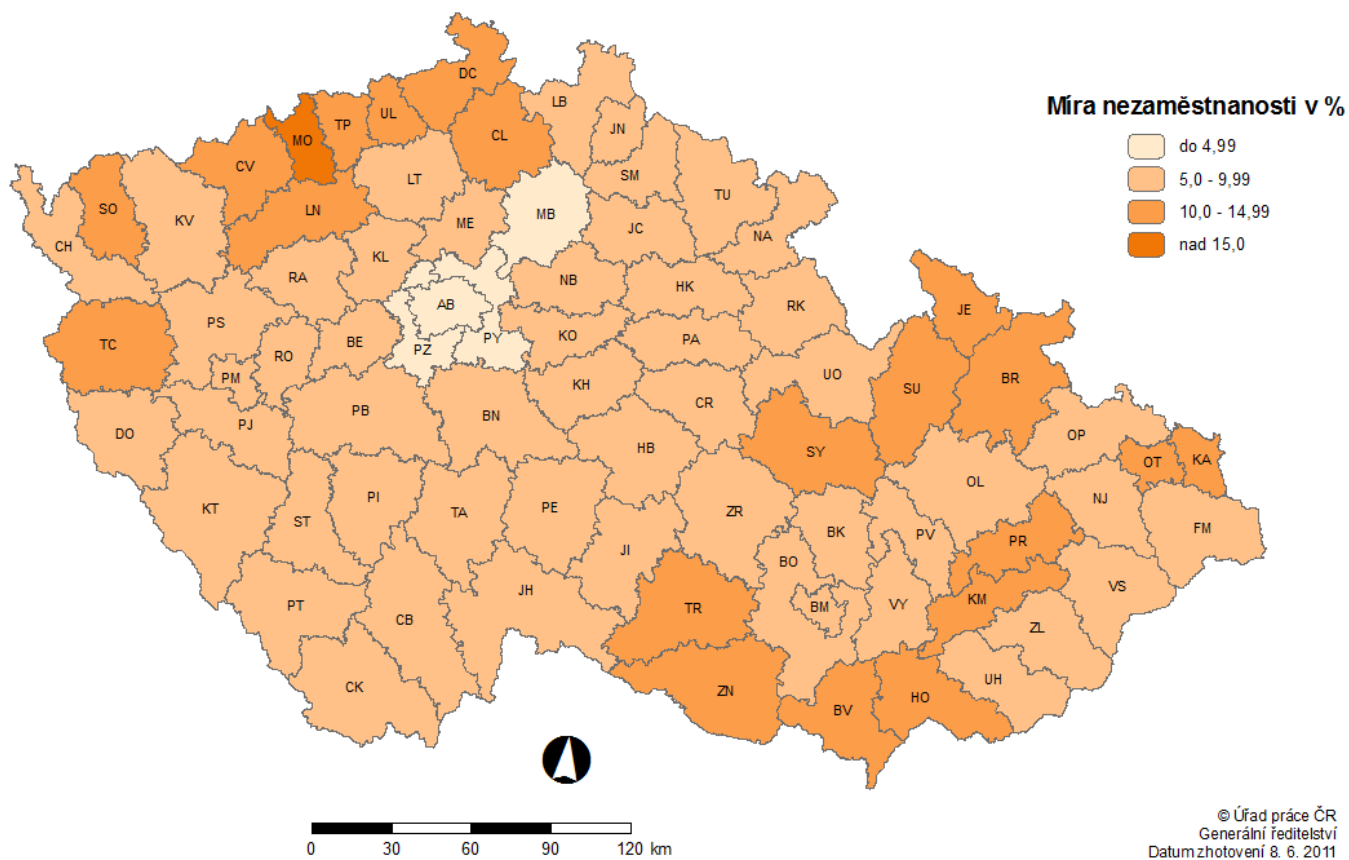 DC
LB
UL
TP
JN
MO
CL
CV
LT
SM
TU
MB
SO
LN
KV
ME
JC
NA
CH
KL
RA
NB
HK
AB
RK
PS
KO
PA
TC
BE
PY
RO
PZ
PM
UO
KH
CR
PB
BN
PJ
DO
HB
SY
JE
SU
BR
OP
OT
KA
OL
NJ
KT
ST
PI
TA
PE
ZR
FM
BK
PV
PR
JI
BO
VS
PT
CB
JH
TR
BM
VY
KM
ZL
CK
ZN
BV
HO
UH
Míra nezaměstnanosti v %
do 4,99
5,0 - 9,99
10,0 - 14,99
nad 15,0
0 30 60 90 120 km
© Úřad práce ČR
Generální ředitelství
Datum zhotovení 8. 6. 2011